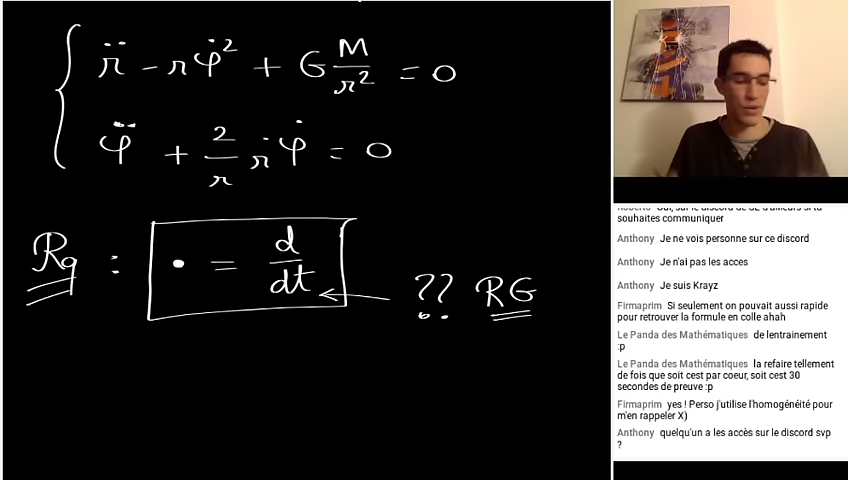 r̈ - rφ̇² + G M/r² = 0
φ̈ + 2/r ṙ φ̇ = 0
Rq : • = d/dt ?? RG
souhaites communiquer
Anthony Je ne vois personne sur ce discord
Anthony Je n'ai pas les acces
Anthony Je suis Krayz
Firmaprim Si seulement on pouvait aussi rapide
pour retrouver la formule en colle ahah
Le Panda des Mathématiques de lentrainement
:p
Le Panda des Mathématiques la refaire tellement
de fois que soit cest par coeur, soit cest 30
secondes de preuve :p
Firmaprim yes ! Perso j'utilise l'homogénéité pour
m'en rappeler X)
Anthony quelqu'un a les accès sur le discord svp
?